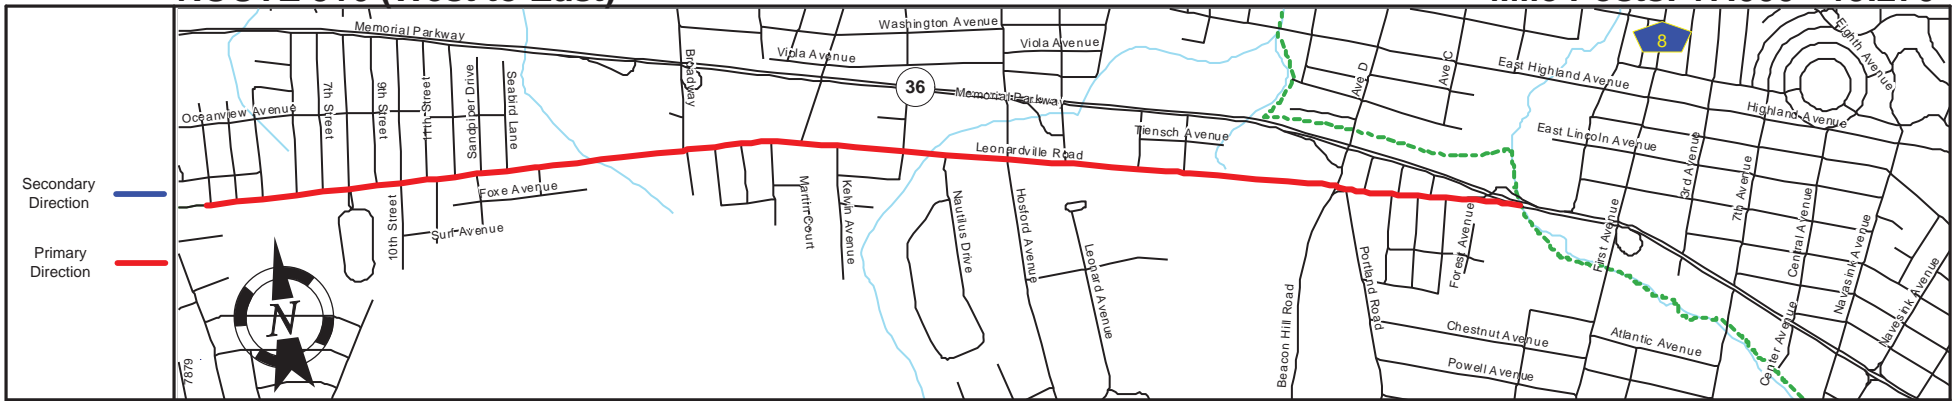 Secondary
Direction
Primary
Direction
Memorial Parkway
Washington Avenue
Viola Avenue
Viola Avenue
Broadway
36
Memorial Parkway
Oceanview Avenue
7th Street
9th Street
11th Street
Sandpiper Drive
Seabird Lane
Tiensch Avenue
Leonardville Road
Foxe Avenue
10th Street
Surf Avenue
Martin Court
Kelvin Avenue
Nautilus Drive
Hosford Avenue
Leonard Avenue
Ave D
Ave C
East Highland Avenue
8
Eighth Avenue
Highland Avenue
East Lincoln Avenue
3rd Avenue
7th Avenue
Central Avenue
Navasink Avenue
Navesink Avenue
First Avenue
Forest Avenue
Portland Road
Beacon Hill Road
Chestnut Avenue
Atlantic Avenue
Powell Avenue
Center Avenue
N
7879